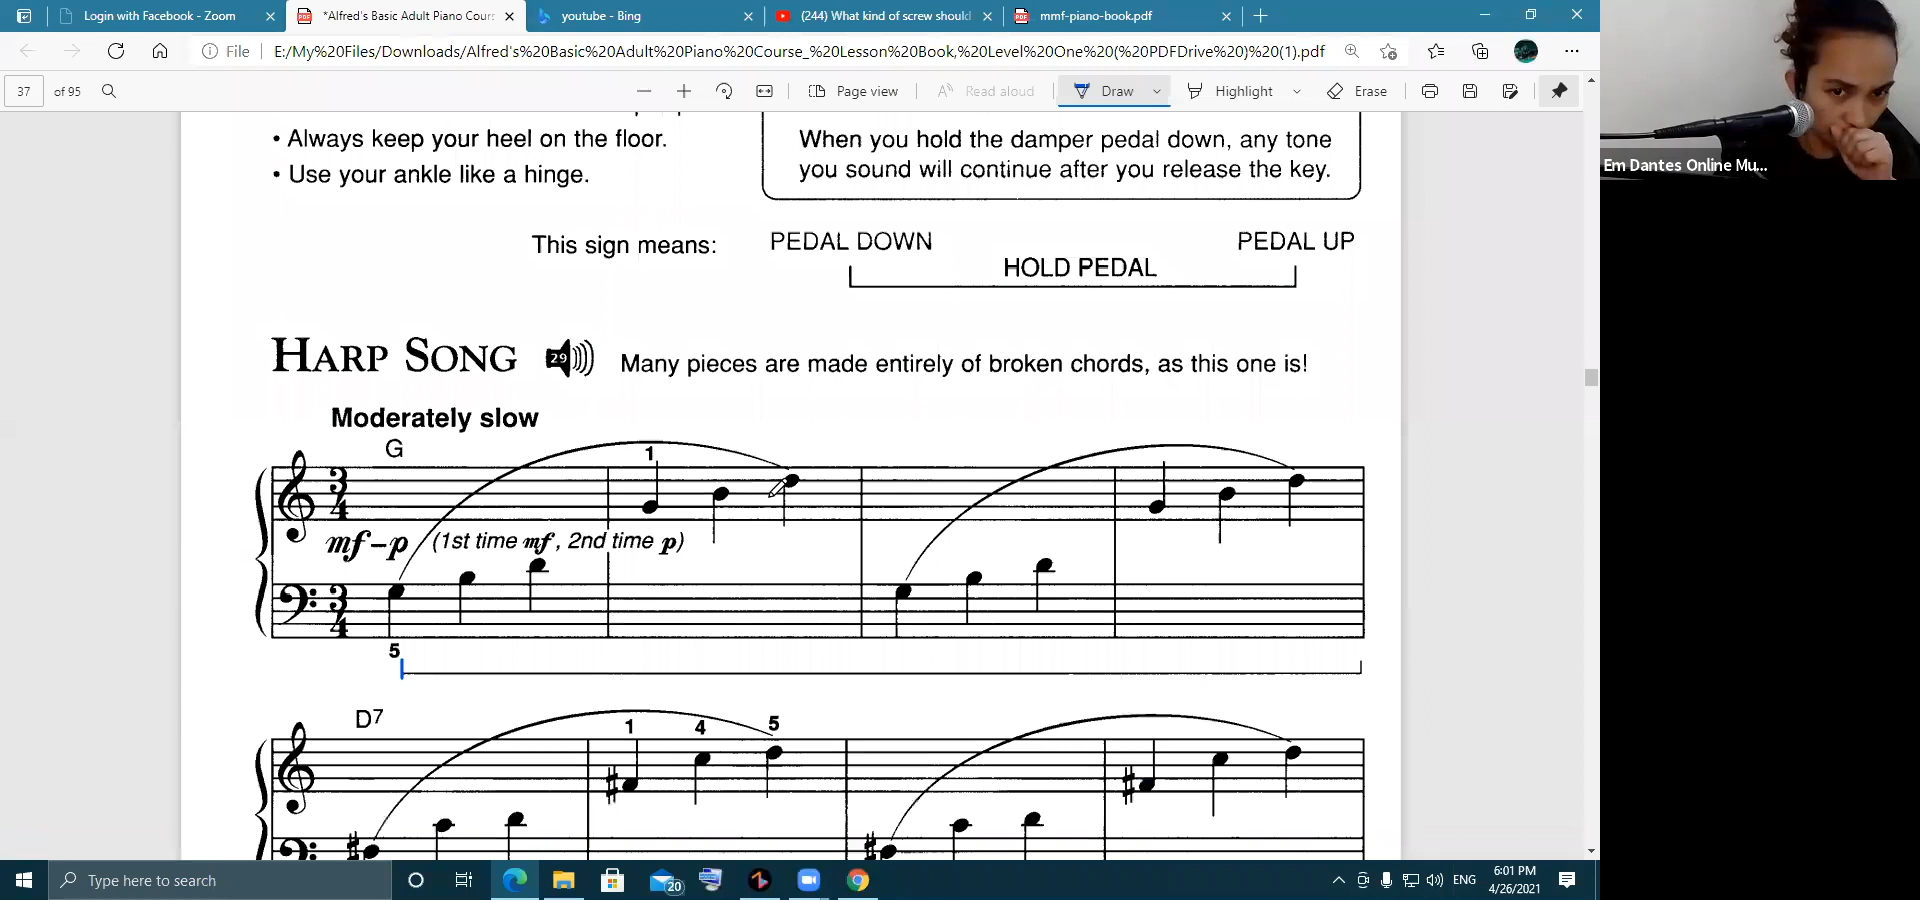 Login with Facebook - Zoom
*Alfred's Basic Adult Piano Cours
youtube - Bing
(244) What kind of screw should
mmf-piano-book.pdf
File
E:/My%20Files/Downloads/Alfred's%20Basic%20Adult%20Piano%20Course_%20Lesson%20Book,%20Level%20One%20(%20PDFDrive%20)%20(1).pdf
37 of 95
Page view
Read aloud
Draw
Highlight
Erase
• Always keep your heel on the floor.
• Use your ankle like a hinge.
When you hold the damper pedal down, any tone
you sound will continue after you release the key.
This sign means:
PEDAL DOWN
HOLD PEDAL
PEDAL UP
HARP SONG
29
Many pieces are made entirely of broken chords, as this one is!
Moderately slow
G
1
3
4
mf–p (1st time mf, 2nd time p)
3
4
5
D7
1 4 5
Em Dantes Online Mu...
Type here to search
20
ENG
6:01 PM
4/26/2021